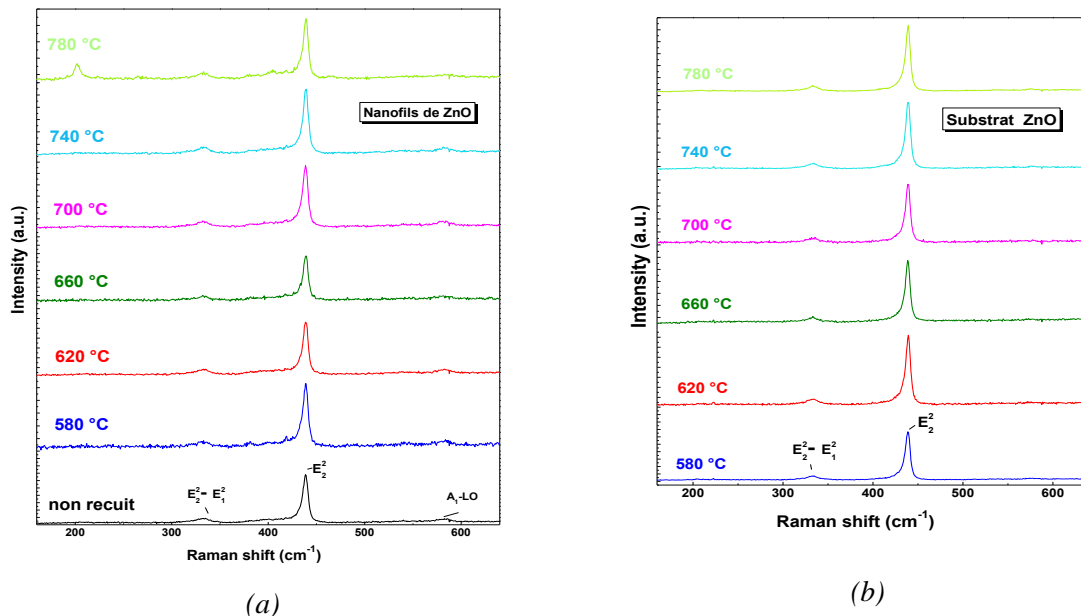 780 °C
Nanofils de ZnO
740 °C
700 °C
660 °C
620 °C
580 °C
E₂²
E₂²- E₁²
A₁-LO
non recuit
200 300 400 500 600
Raman shift (cm⁻¹)
Intensity (a.u.)
(a)
780 °C
Substrat ZnO
740 °C
700 °C
660 °C
620 °C
E₂²
E₂²- E₁²
580 °C
200 300 400 500 600
Raman shift (cm⁻¹)
Intensity (a.u.)
(b)